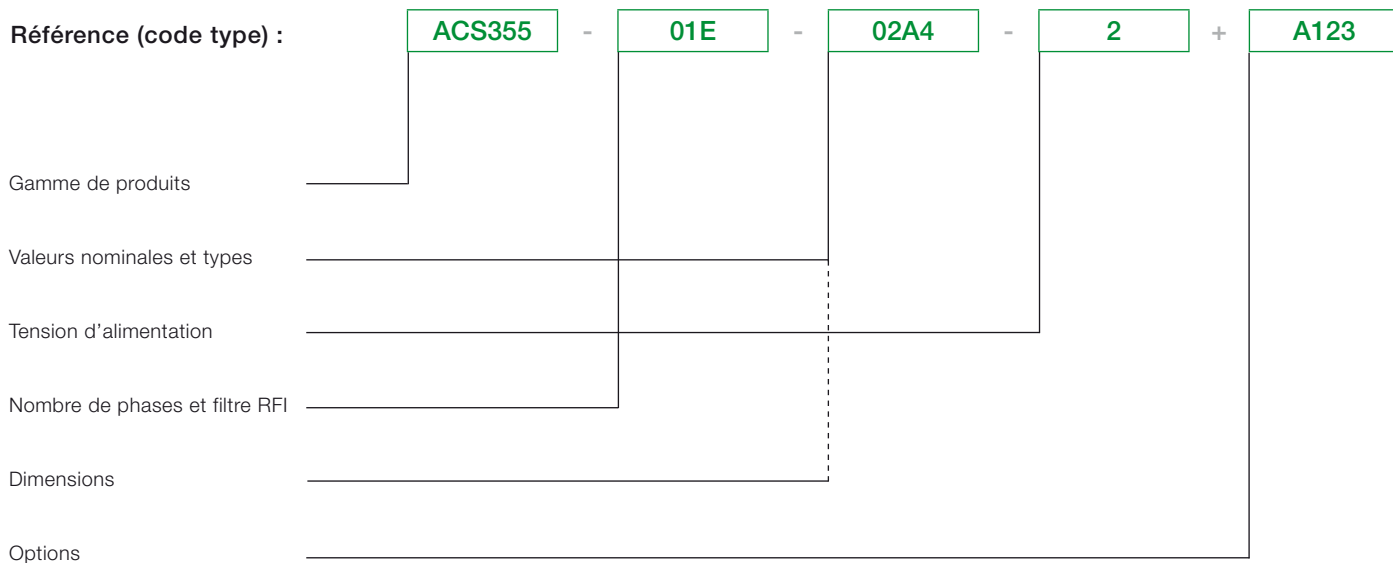 Référence (code type) : ACS355 - 01E - 02A4 - 2 + A123
Gamme de produits
Valeurs nominales et types
Tension d’alimentation
Nombre de phases et filtre RFI
Dimensions
Options